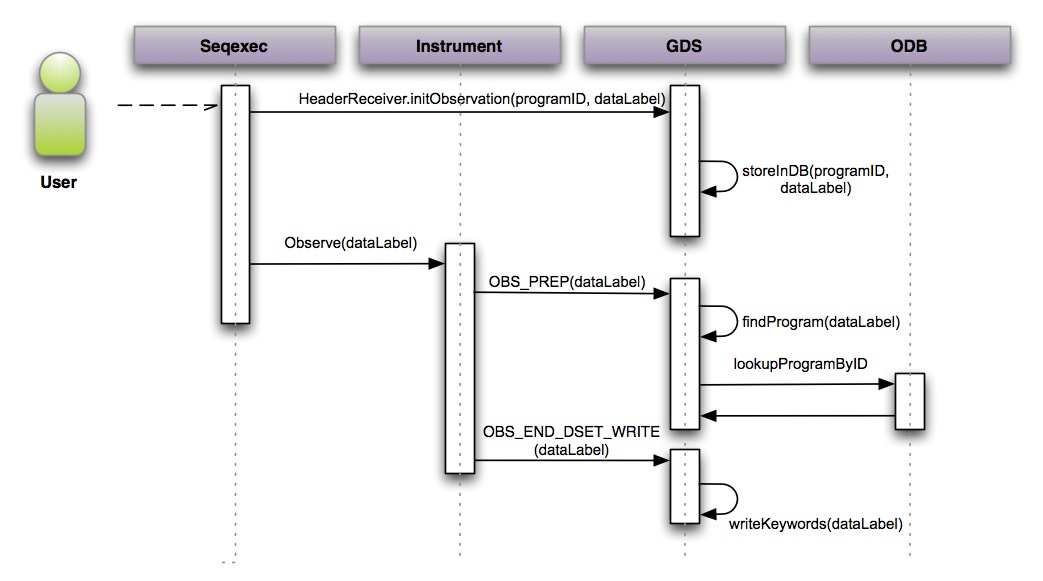 Seqexec
Instrument
GDS
ODB
User
HeaderReceiver.initObservation(programID, dataLabel)
storeInDB(programID,
dataLabel)
Observe(dataLabel)
OBS_PREP(dataLabel)
findProgram(dataLabel)
lookupProgramByID
OBS_END_DSET_WRITE
(dataLabel)
writeKeywords(dataLabel)